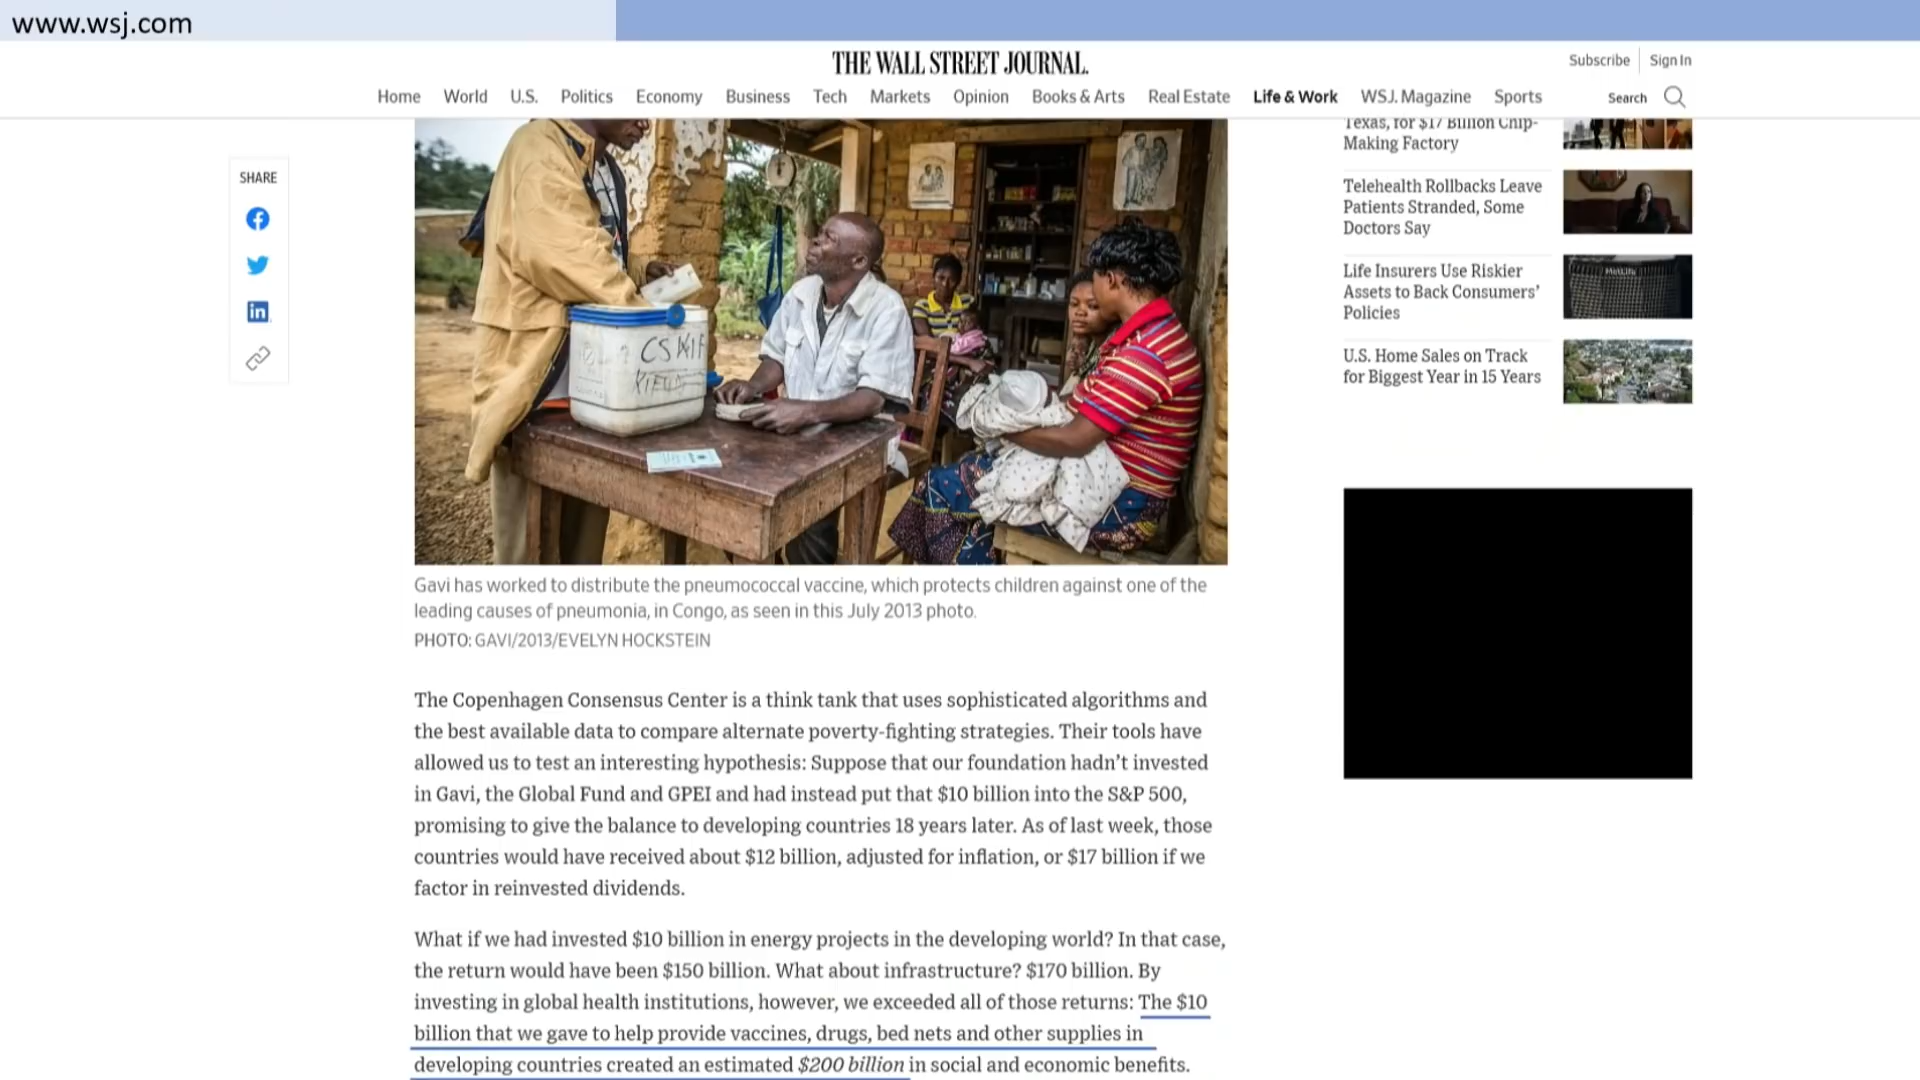 www.wsj.com
THE WALL STREET JOURNAL.
Subscribe
Sign In
Home World U.S. Politics Economy Business Tech Markets Opinion Books & Arts Real Estate Life & Work WSJ. Magazine Sports
Search
SHARE
CS KIF
Gavi has worked to distribute the pneumococcal vaccine, which protects children against one of the
leading causes of pneumonia, in Congo, as seen in this July 2013 photo.
PHOTO: GAVI/2013/EVELYN HOCKSTEIN
The Copenhagen Consensus Center is a think tank that uses sophisticated algorithms and
the best available data to compare alternate poverty-fighting strategies. Their tools have
allowed us to test an interesting hypothesis: Suppose that our foundation hadn’t invested
in Gavi, the Global Fund and GPEI and had instead put that $10 billion into the S&P 500,
promising to give the balance to developing countries 18 years later. As of last week, those
countries would have received about $12 billion, adjusted for inflation, or $17 billion if we
factor in reinvested dividends.
What if we had invested $10 billion in energy projects in the developing world? In that case,
the return would have been $150 billion. What about infrastructure? $170 billion. By
investing in global health institutions, however, we exceeded all of those returns: The $10
billion that we gave to help provide vaccines, drugs, bed nets and other supplies in
developing countries created an estimated $200 billion in social and economic benefits.
Texas, for $17 Billion Chip-
Making Factory
Telehealth Rollbacks Leave
Patients Stranded, Some
Doctors Say
Life Insurers Use Riskier
Assets to Back Consumers’
Policies
MetLife
U.S. Home Sales on Track
for Biggest Year in 15 Years